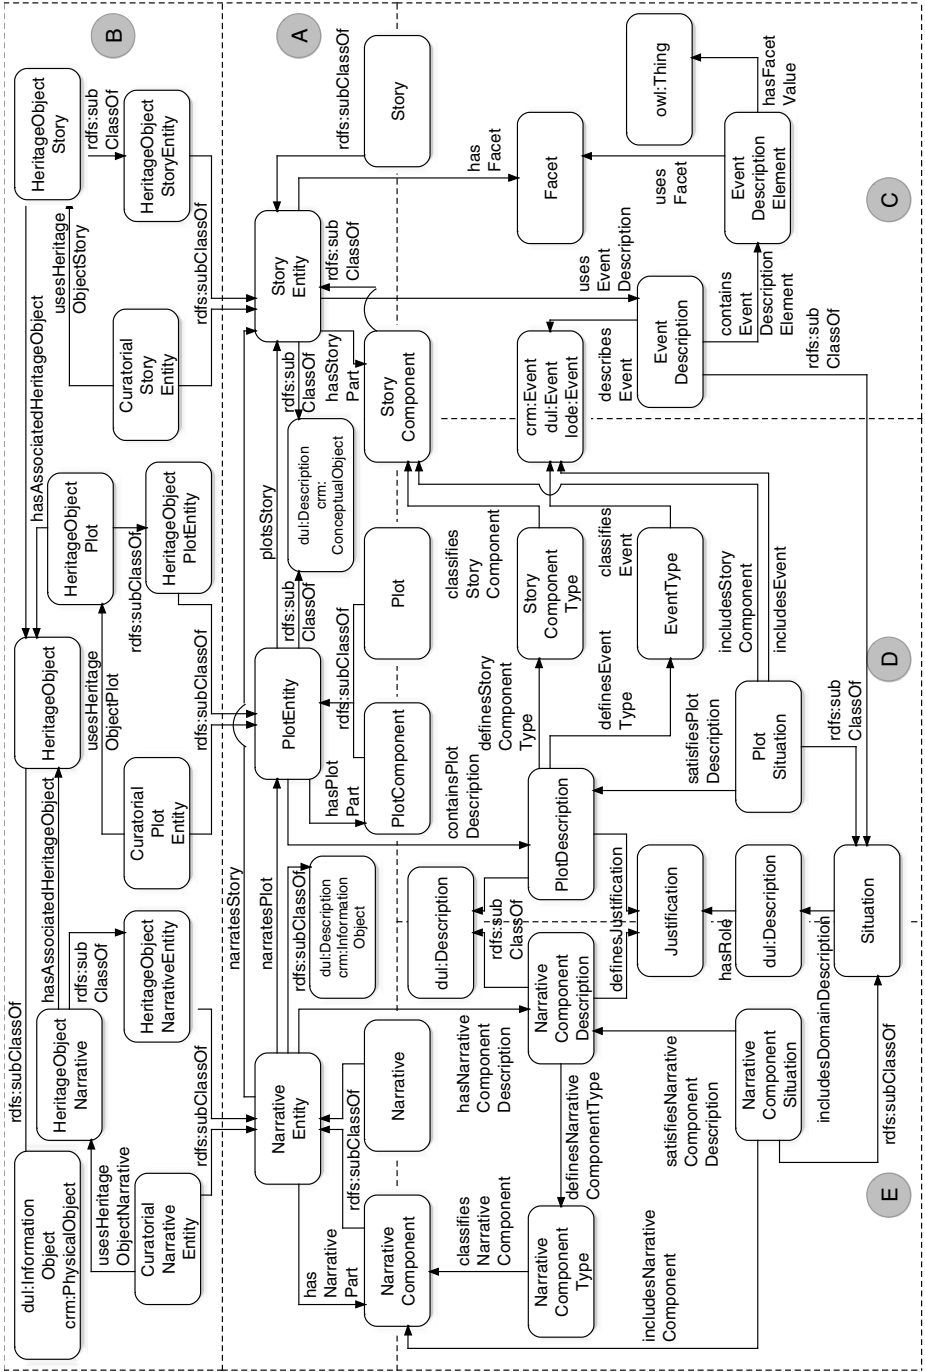 B
dul:Information
Object
crm:PhysicalObject
rdfs:subClassOf
HeritageObject
Narrative
hasAssociatedHeritageObject
HeritageObject
hasAssociatedHeritageObject
HeritageObject
Story
usesHeritage
ObjectNarrative
Curatorial
Narrative
Entity
rdfs:sub
ClassOf
HeritageObject
NarrativeEntity
rdfs:subClassOf
Curatorial
Plot
Entity
usesHeritage
ObjectPlot
HeritageObject
Plot
rdfs:subClassOf
HeritageObject
PlotEntity
rdfs:subClassOf
Curatorial
Story
Entity
usesHeritage
ObjectStory
rdfs:sub
ClassOf
HeritageObject
StoryEntity
rdfs:subClassOf
A
narratesStory
narratesPlot
plotsStory
Narrative
Entity
PlotEntity
Story
Entity
has
Narrative
Part
rdfs:subClassOf
Narrative
Component
Narrative
rdfs:subClassOf
dul:Description
crm:Information
Object
hasPlot
Part
rdfs:subClassOf
PlotComponent
Plot
rdfs:sub
ClassOf
dul:Description
crm:
ConceptualObject
rdfs:sub
ClassOf
hasStory
Part
Story
Component
rdfs:sub
ClassOf
rdfs:subClassOf
Story
C
has
Facet
Facet
uses
Event
Description
owl:Thing
hasFacet
Value
uses
Facet
Event
Description
Element
contains
Event
Description
Element
Event
Description
describes
Event
crm:Event
dul:Event
lode:Event
rdfs:sub
ClassOf
D
containsPlot
Description
PlotDescription
definesStory
Component
Type
Story
Component
Type
classifies
Story
Component
definesEvent
Type
EventType
classifies
Event
satisfiesPlot
Description
Plot
Situation
includesStory
Component
includesEvent
rdfs:sub
ClassOf
dul:Description
rdfs:sub
ClassOf
definesJustification
Justification
hasRole
dul:Description
includesDomainDescription
Situation
E
hasNarrative
Component
Description
Narrative
Component
Description
definesNarrative
ComponentType
Narrative
Component
Type
classifies
Narrative
Component
satisfiesNarrative
Component
Description
Narrative
Component
Situation
includesNarrative
Component
rdfs:subClassOf